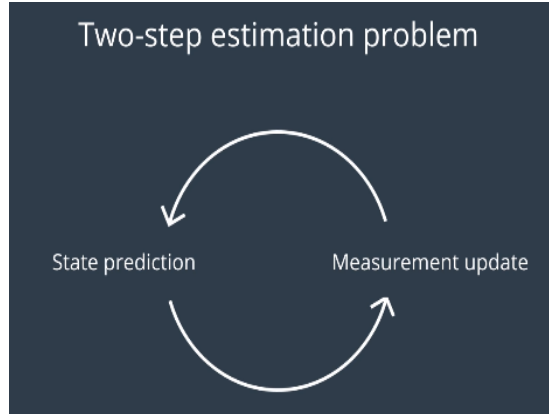 Two-step estimation problem
State prediction
Measurement update